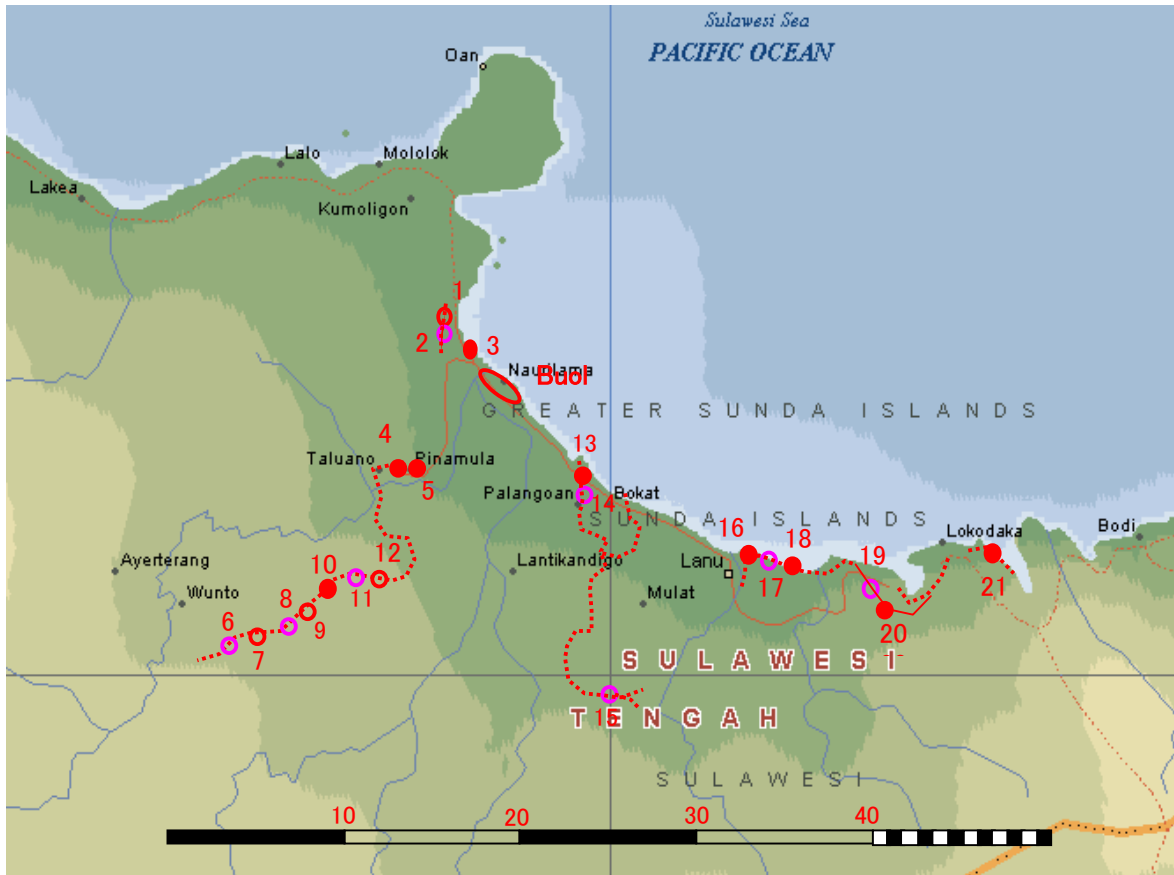 Sulawesi Sea
PACIFIC OCEAN
Oan
Lalo
Mololok
Lakea
Kumoligon
1
2
3
Buol
GREATER SUNDA ISLANDS
4
Taluano
Pinamula
5
13
Palangoan
14
Bokat
SUNDA ISLANDS
16
18
Lokodaka
Bodi
Ayerterang
10
12
Lantikandigo
Lanu
17
19
21
Wunto
11
8
9
Mulat
20
6
7
SULAWESI
15
TENGAH
SULAWESI
10
20
30
40